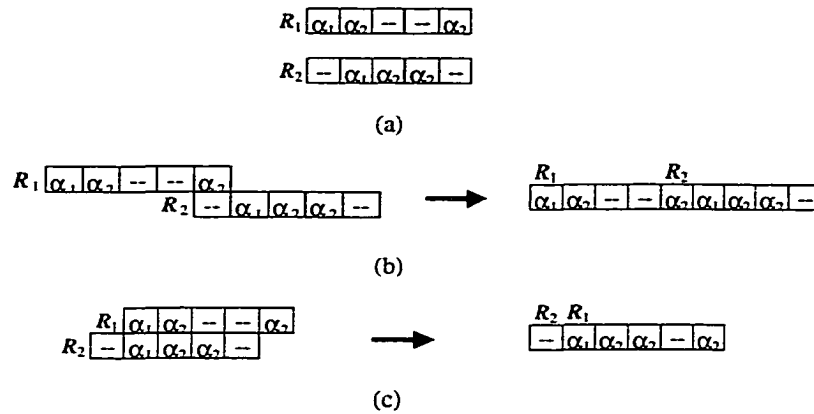 R₁ α₁ α₂ -- -- α₂
R₂ -- α₁ α₂ α₂ --
(a)
R₁ α₁ α₂ -- -- α₂
R₂ -- α₁ α₂ α₂ --
R₁ R₂
α₁ α₂ -- -- α₂ α₁ α₂ α₂ --
(b)
R₁ α₁ α₂ -- -- α₂
R₂ -- α₁ α₂ α₂ --
R₂ R₁
-- α₁ α₂ α₂ -- α₂
(c)